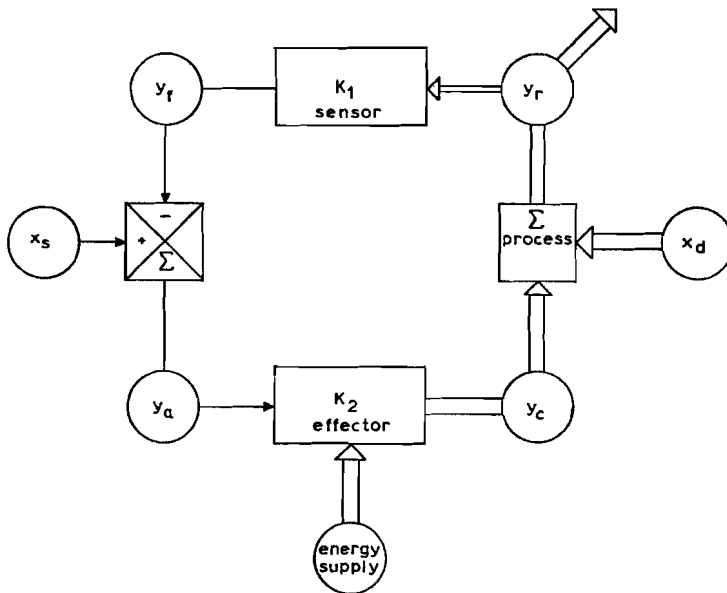 y_f
K_1
sensor
y_r
x_s
−
+
Σ
Σ
process
x_d
y_a
K_2
effector
y_c
energy
supply